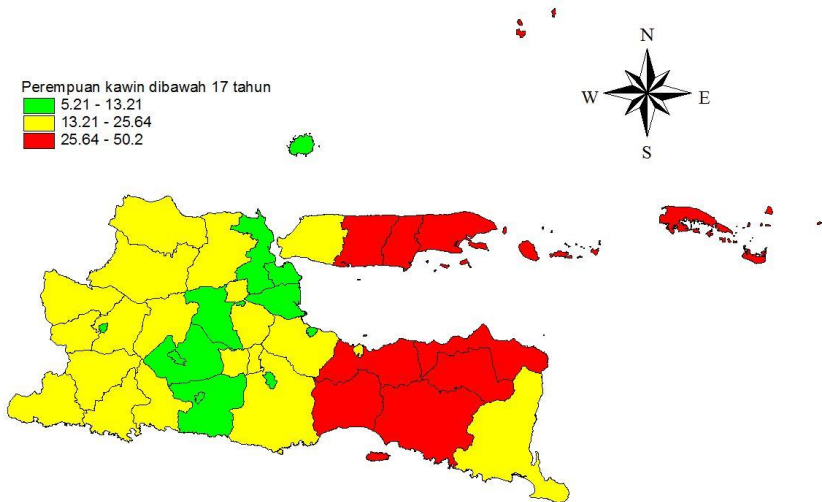 N
Perempuan kawin dibawah 17 tahun
5.21 - 13.21
13.21 - 25.64
25.64 - 50.2
W E
S